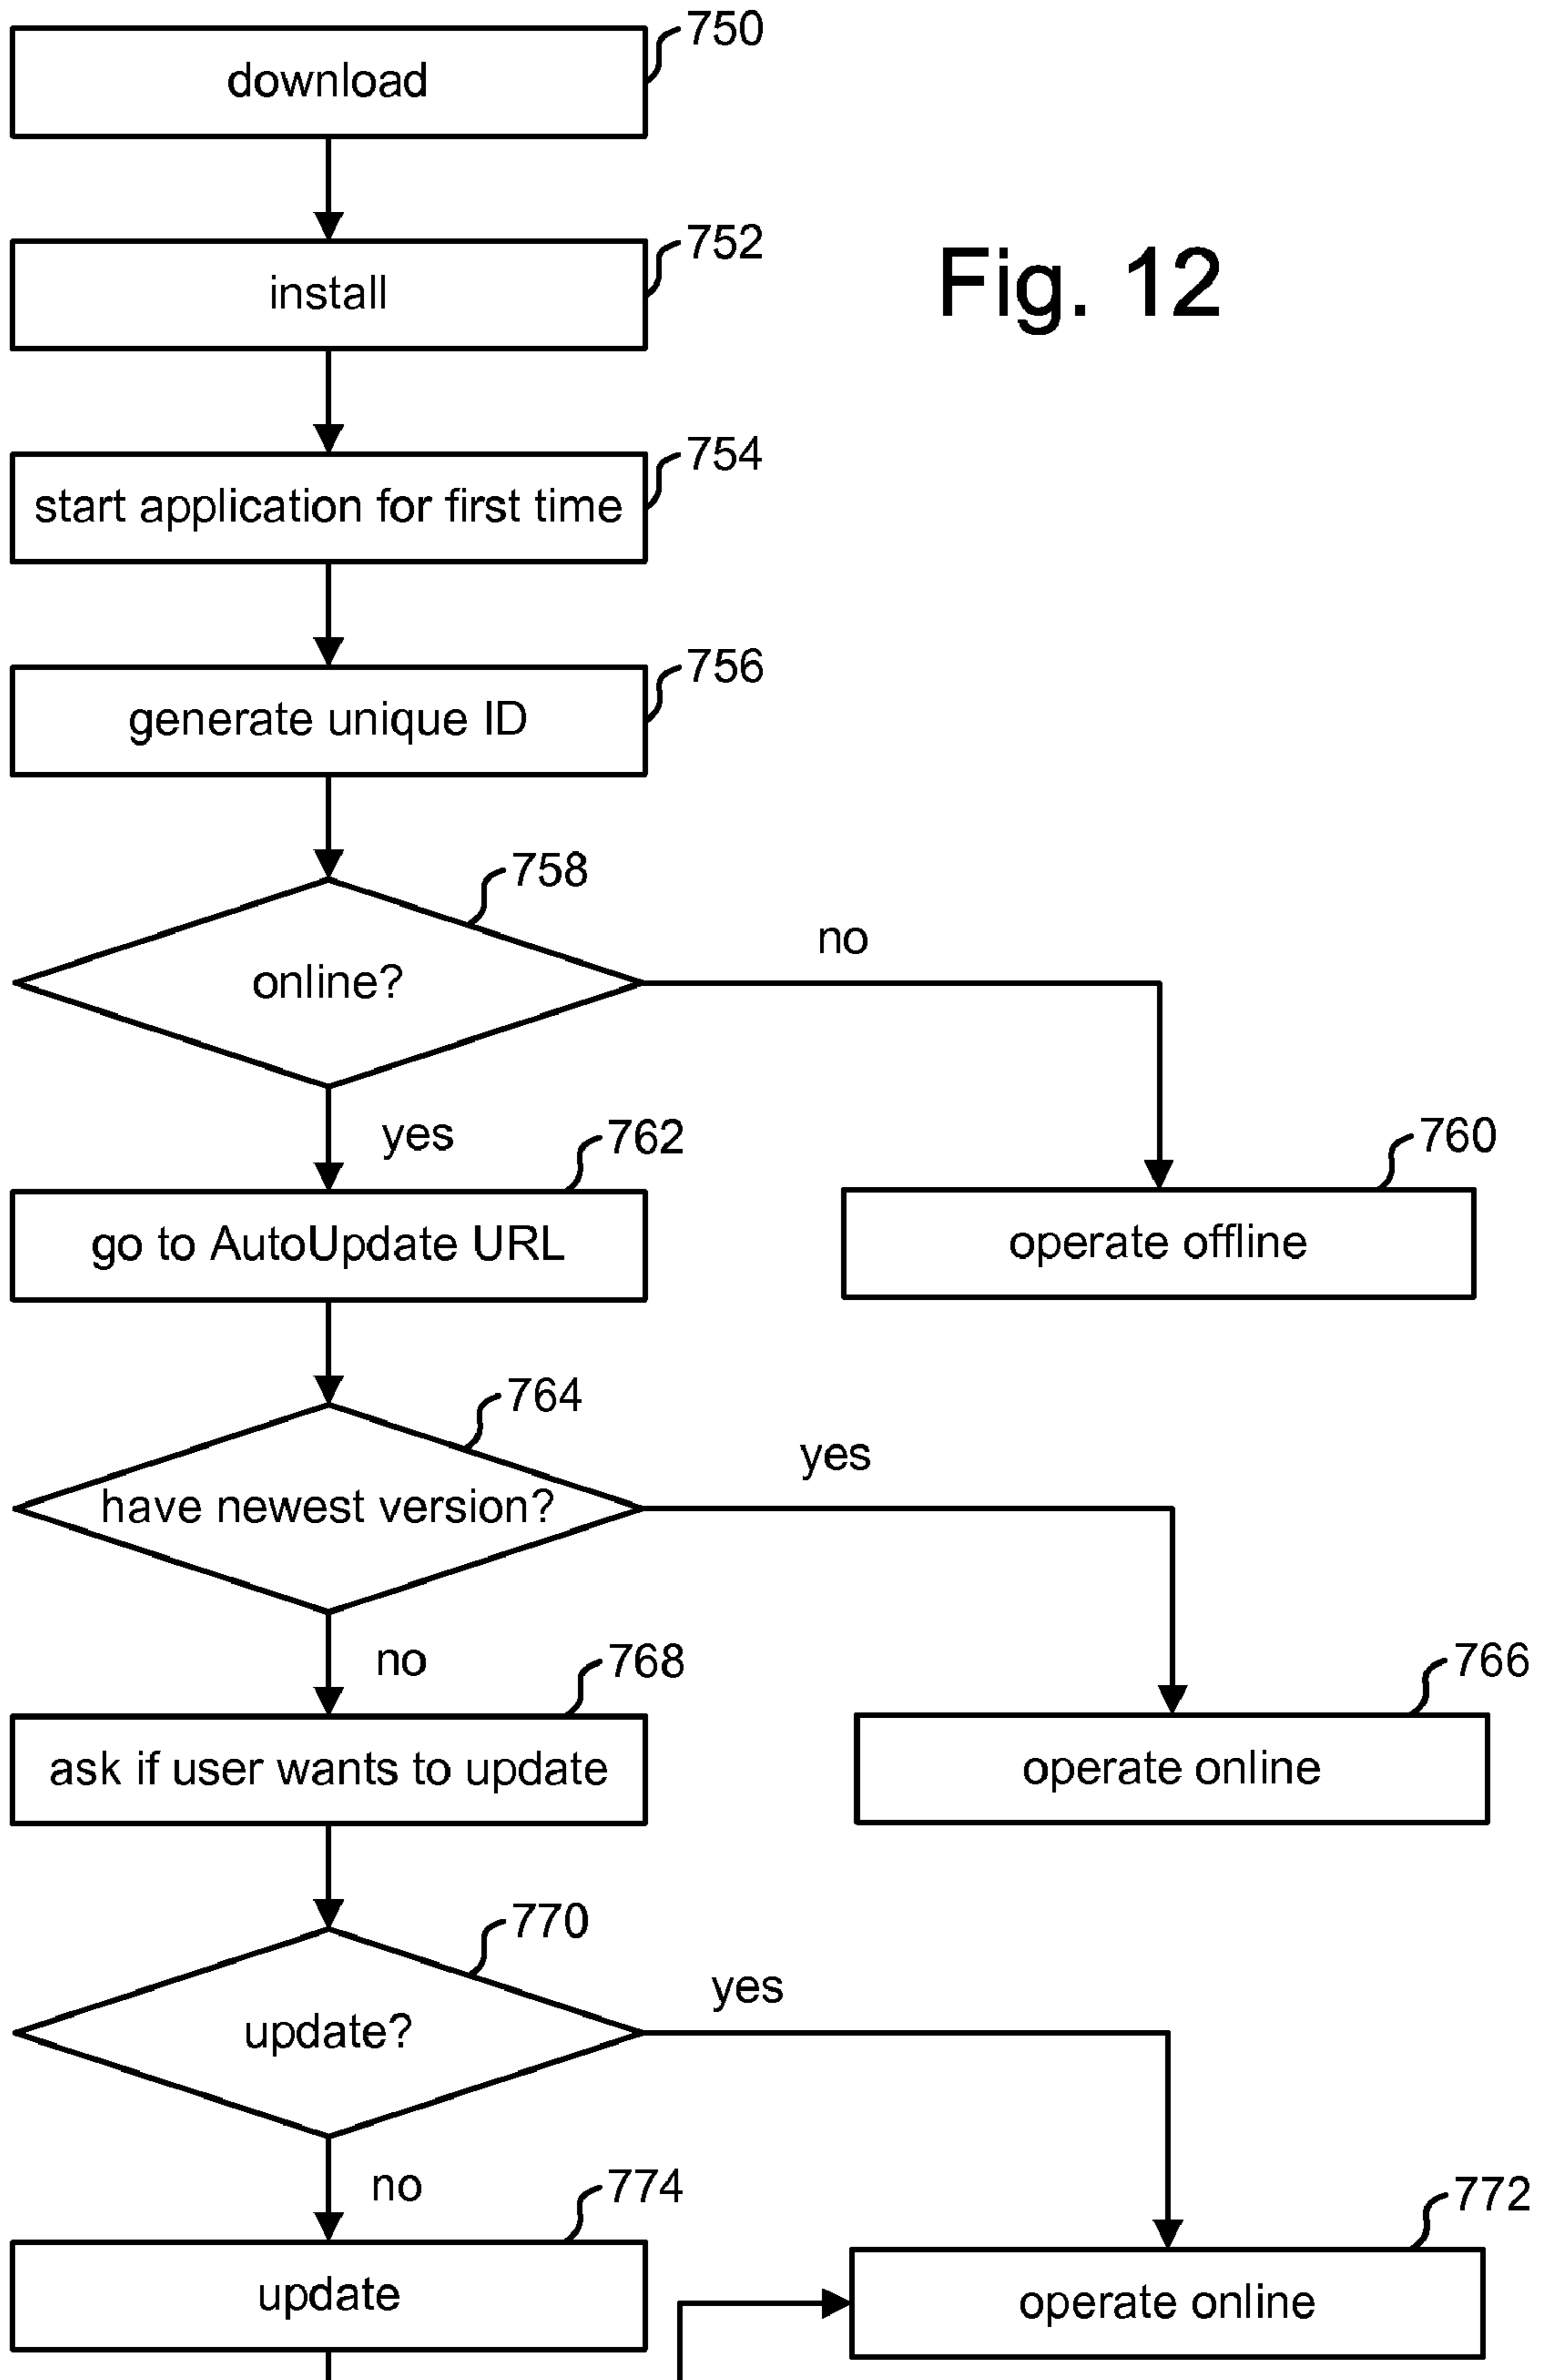 750
download
752
install
Fig. 12
754
start application for first time
756
generate unique ID
758
online?
no
yes
762
760
go to AutoUpdate URL
operate offline
764
have newest version?
yes
no
768
766
ask if user wants to update
operate online
770
update?
yes
no
774
772
update
operate online